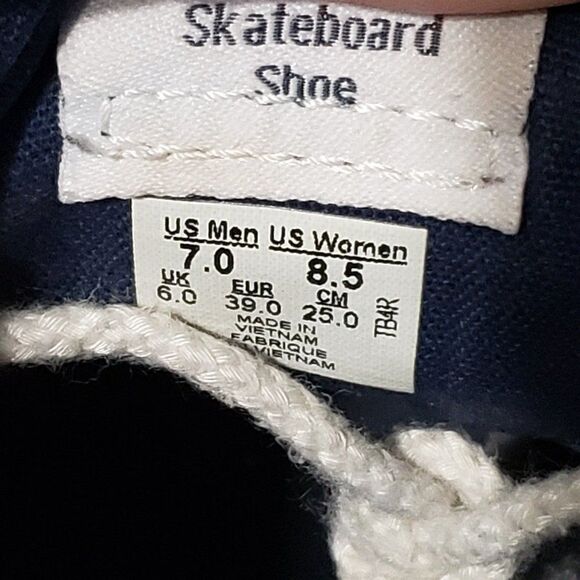 Skateboard
Shoe
US Men US Women
7.0 8.5
UK EUR CM
6.0 39.0 25.0
TB4R
MADE IN
VIETNAM
FABRIQUE
VIETNAM